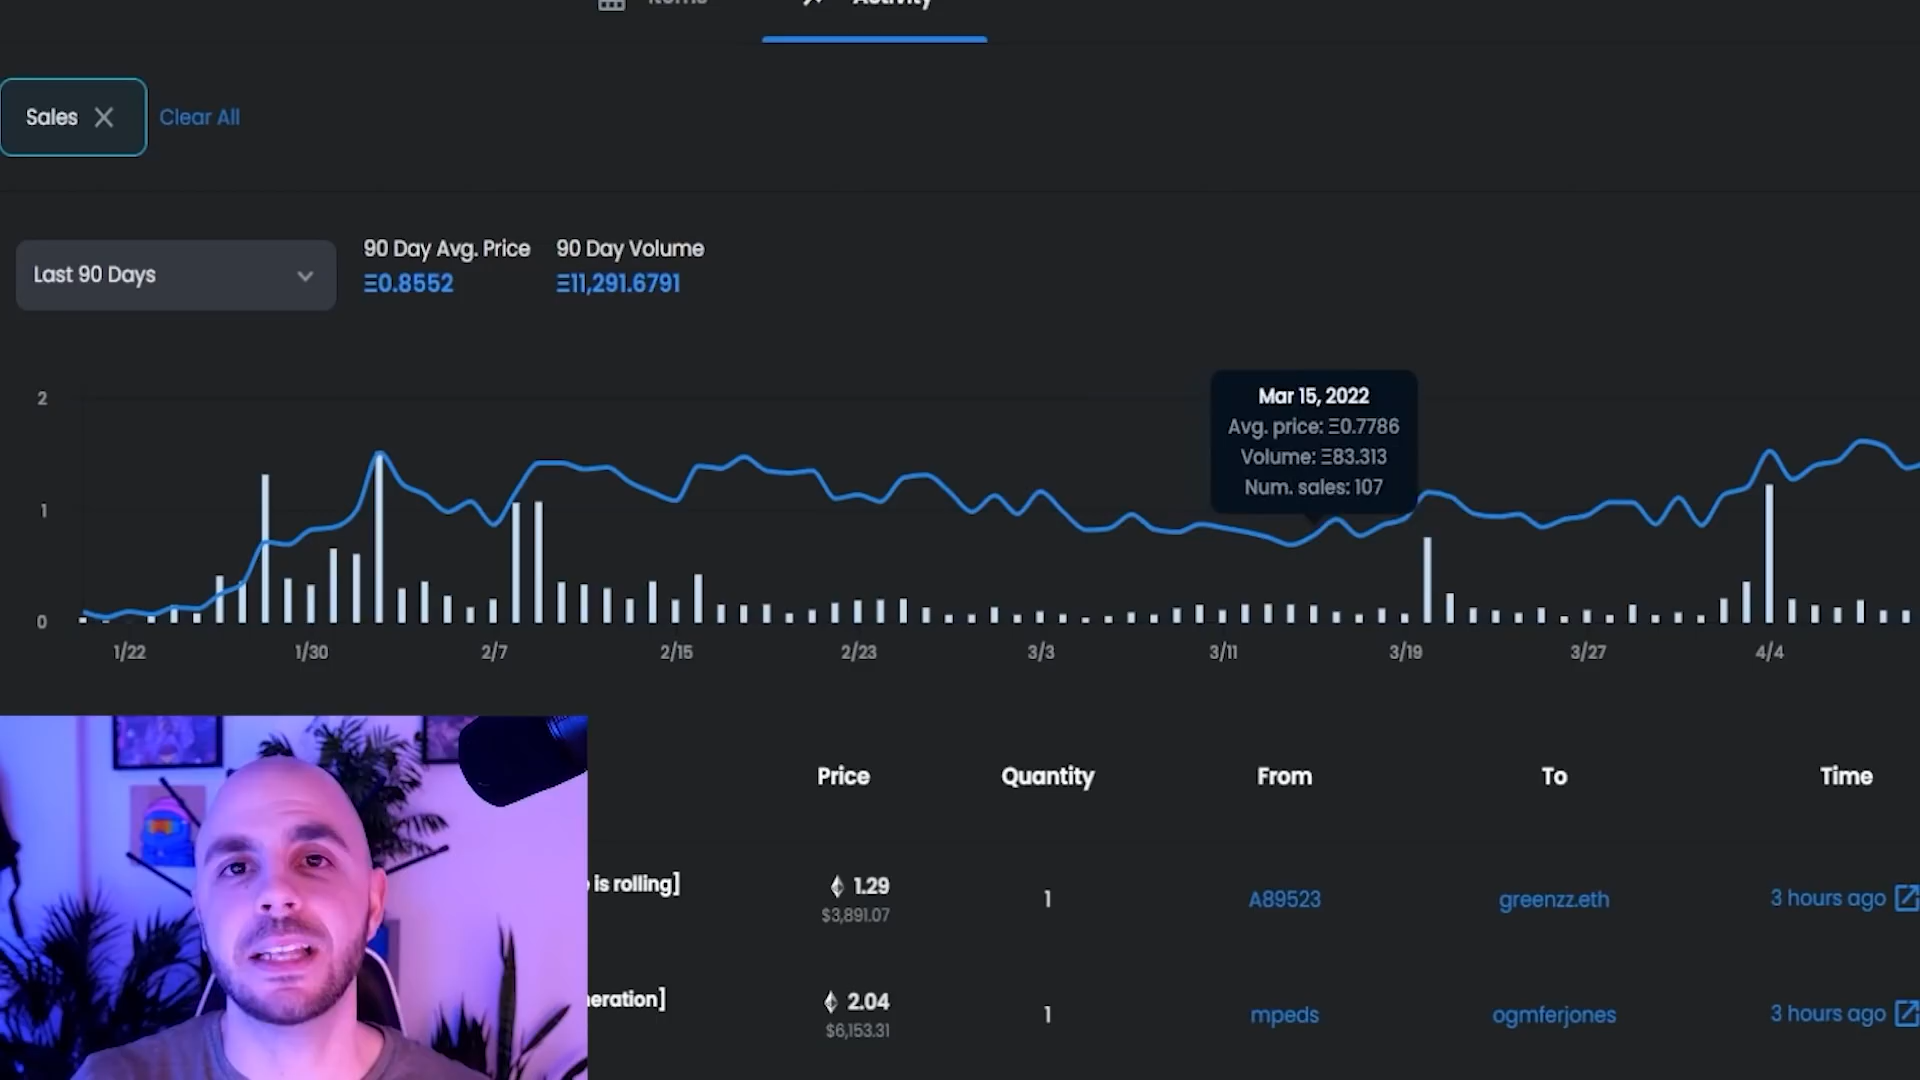 Items
Activity
Sales
Clear All
Last 90 Days
90 Day Avg. Price
Ξ0.8552
90 Day Volume
Ξ11,291.6791
2
1
0
Mar 15, 2022
Avg. price: Ξ0.7786
Volume: Ξ83.313
Num. sales: 107
1/22
1/30
2/7
2/15
2/23
3/3
3/11
3/19
3/27
4/4
Price
Quantity
From
To
Time
is rolling]
1.29
$3,891.07
1
A89523
greenzz.eth
3 hours ago
neration]
2.04
$6,153.31
1
mpeds
ogmferjones
3 hours ago